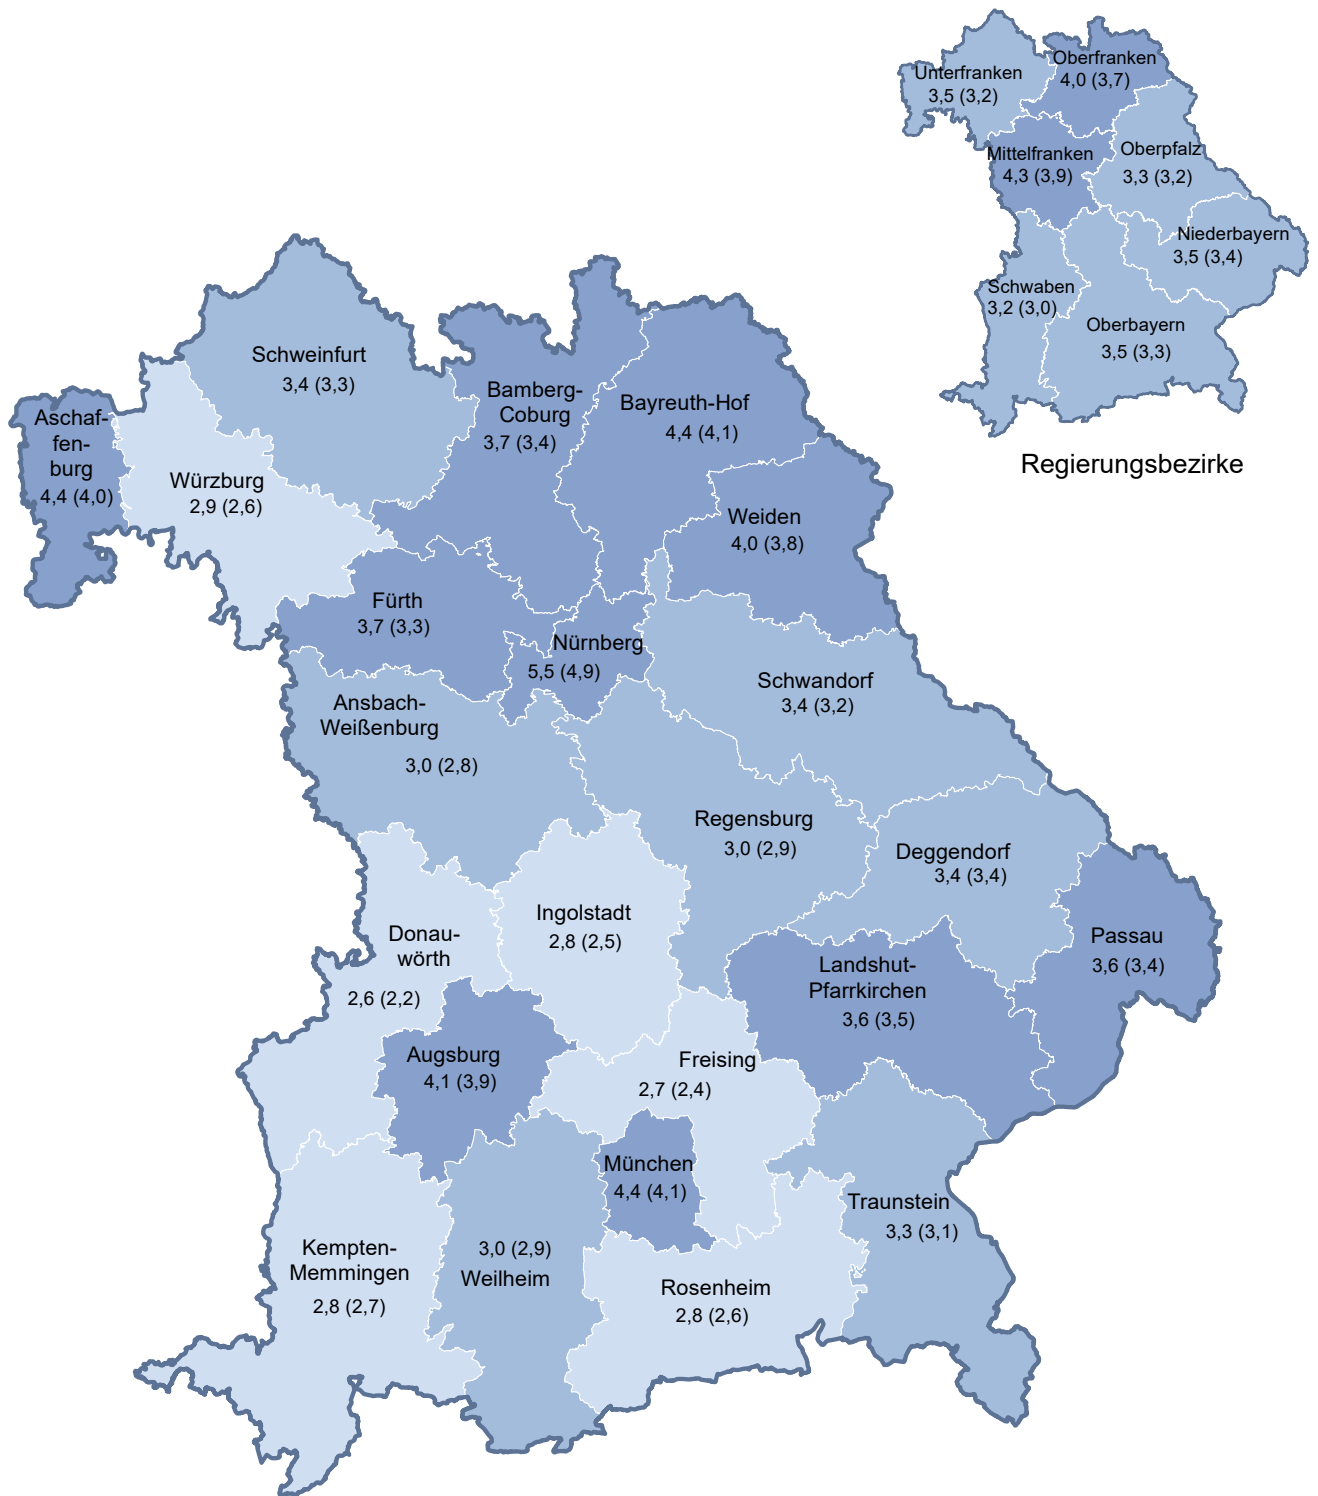 Oberfranken
4,0 (3,7)
Unterfranken
3,5 (3,2)
Mittelfranken
4,3 (3,9)
Oberpfalz
3,3 (3,2)
Niederbayern
3,5 (3,4)
Schwaben
3,2 (3,0)
Oberbayern
3,5 (3,3)
Regierungsbezirke
Schweinfurt
3,4 (3,3)
Bamberg-
Coburg
3,7 (3,4)
Bayreuth-Hof
4,4 (4,1)
Aschaf-
fen-
burg
4,4 (4,0)
Würzburg
2,9 (2,6)
Weiden
4,0 (3,8)
Fürth
3,7 (3,3)
Nürnberg
5,5 (4,9)
Schwandorf
3,4 (3,2)
Ansbach-
Weißenburg
3,0 (2,8)
Regensburg
3,0 (2,9)
Deggendorf
3,4 (3,4)
Ingolstadt
2,8 (2,5)
Donau-
wörth
2,6 (2,2)
Passau
3,6 (3,4)
Landshut-
Pfarrkirchen
3,6 (3,5)
Augsburg
4,1 (3,9)
Freising
2,7 (2,4)
München
4,4 (4,1)
Traunstein
3,3 (3,1)
Kempten-
Memmingen
2,8 (2,7)
3,0 (2,9)
Weilheim
Rosenheim
2,8 (2,6)